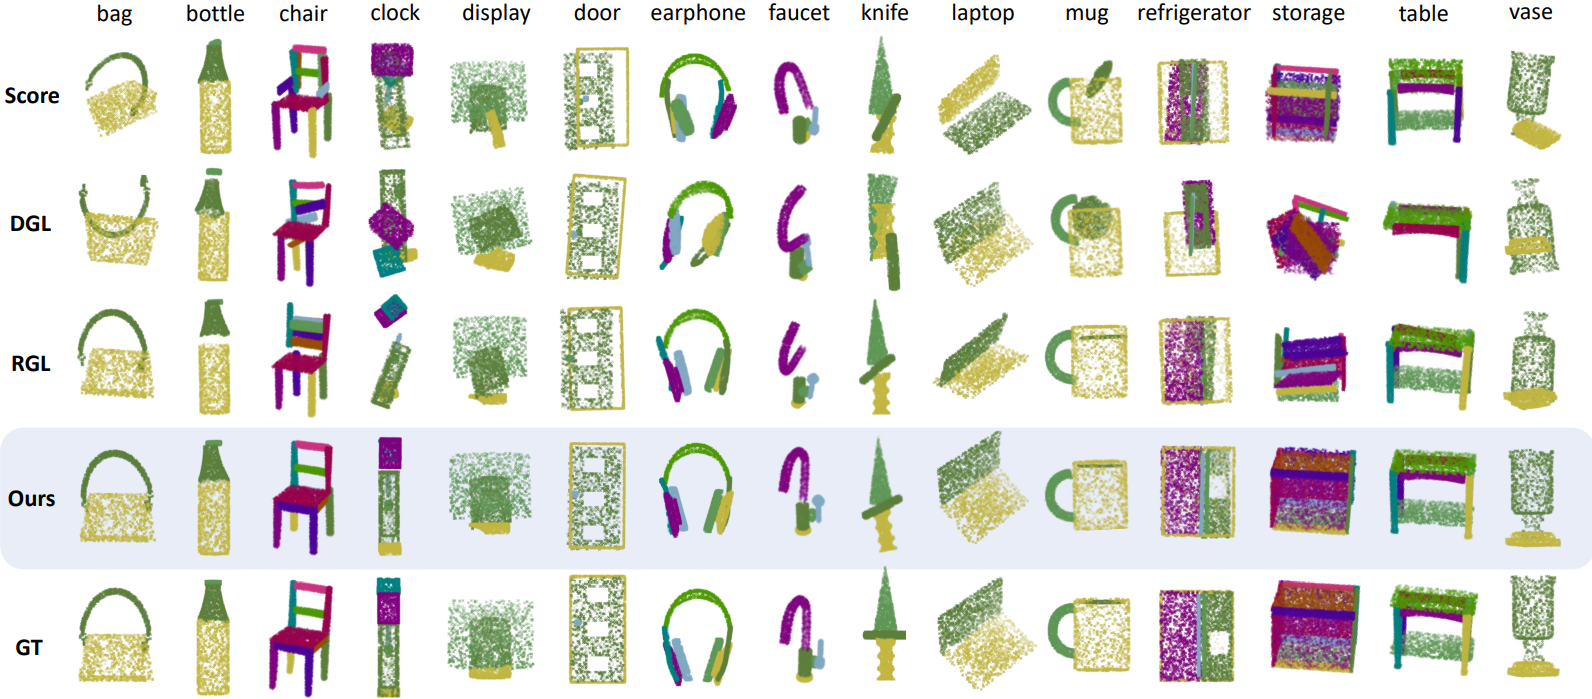 bag bottle chair clock display door earphone faucet knife laptop mug refrigerator storage table vase
Score
DGL
RGL
Ours
GT